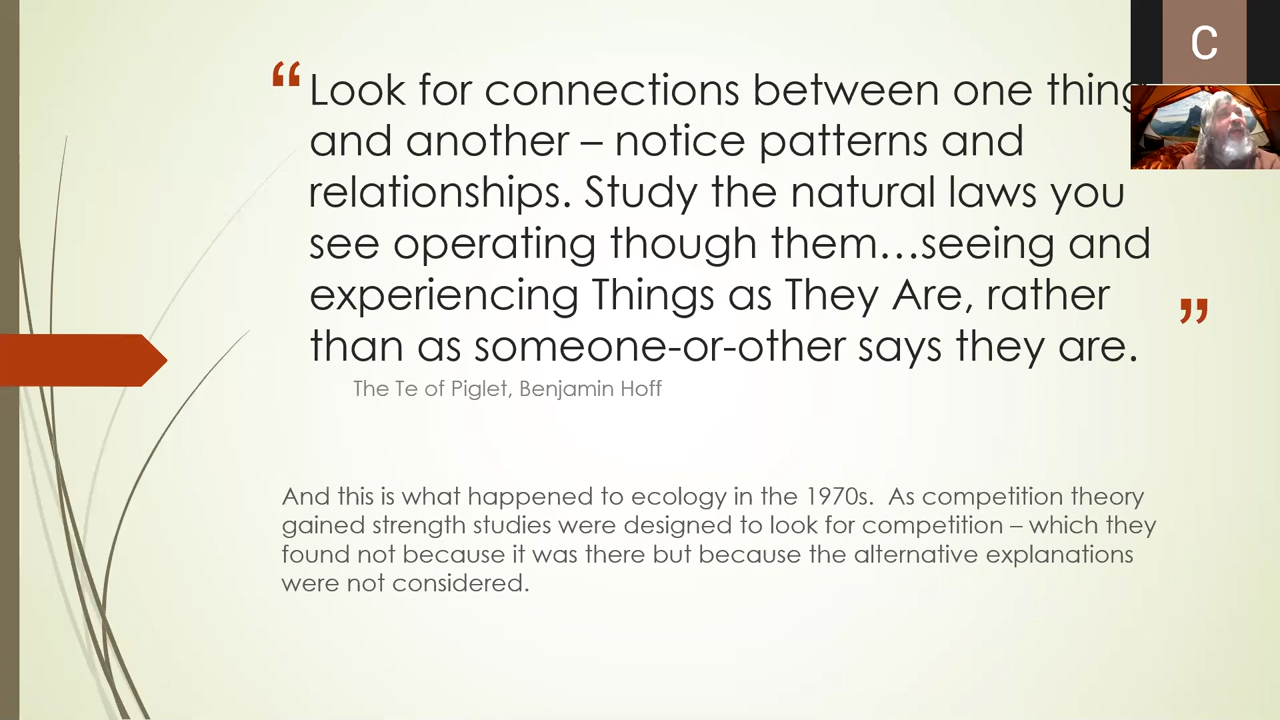 “Look for connections between one thing
and another – notice patterns and
relationships. Study the natural laws you
see operating though them…seeing and
experiencing Things as They Are, rather
than as someone-or-other says they are.”
The Te of Piglet, Benjamin Hoff
And this is what happened to ecology in the 1970s.  As competition theory
gained strength studies were designed to look for competition – which they
found not because it was there but because the alternative explanations
were not considered.
C